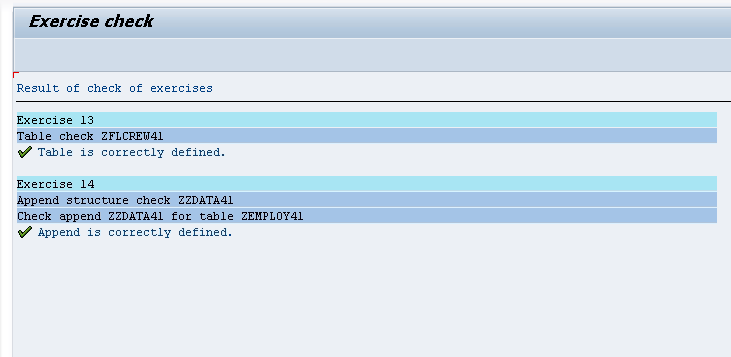 Exercise check
Result of check of exercises
Exercise 13
Table check ZFLCREW41
Table is correctly defined.
Exercise 14
Append structure check ZZDATA41
Check append ZZDATA41 for table ZEMPLOY41
Append is correctly defined.